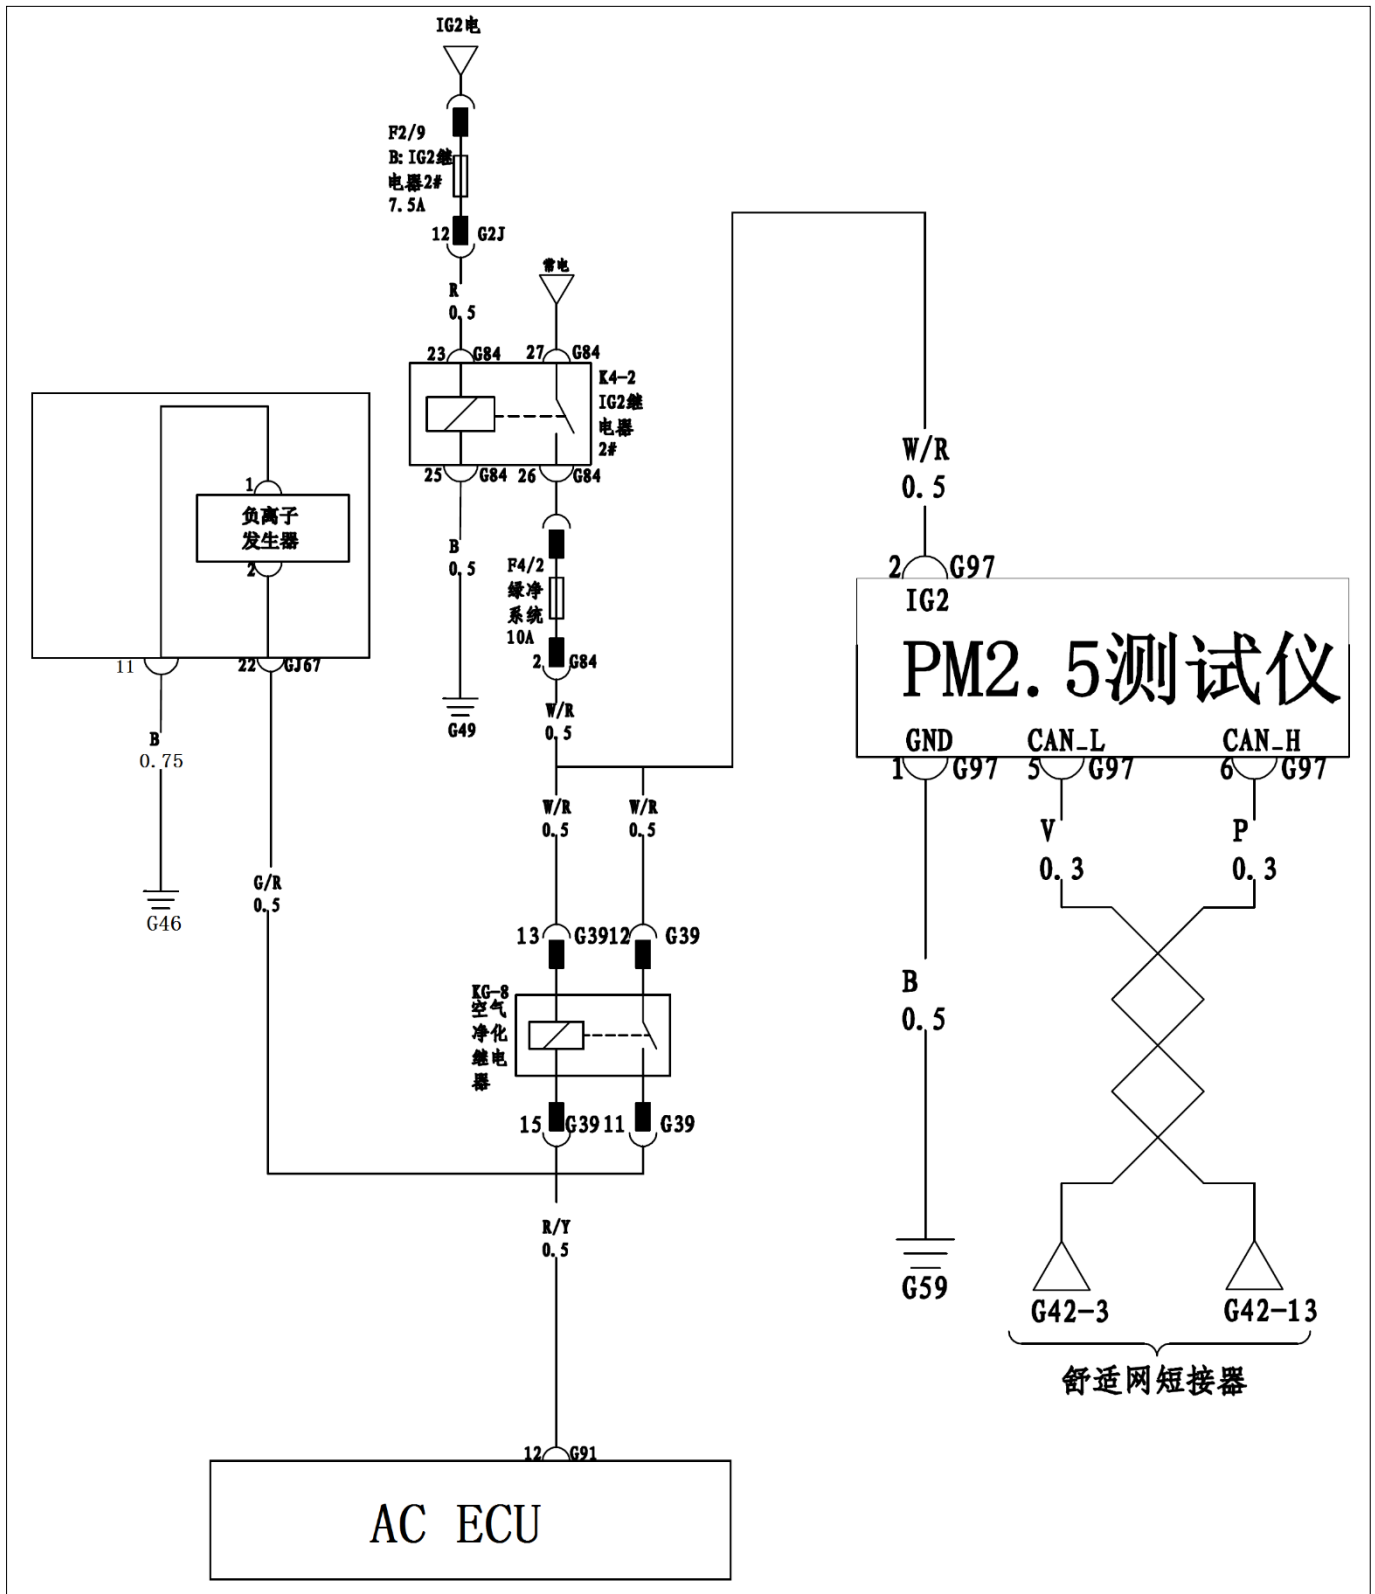 IG2电
F2/9
B:IG2继
电器2#
7.5A
12 G2J
R
0.5
常电
23 G84
27 G84
K4-2
IG2继
电器
2#
25 G84
26 G84
B
0.5
G49
F4/2
绿净
系统
10A
2 G84
W/R
0.5
1
负离子
发生器
2
11
22 GJ67
B
0.75
G46
G/R
0.5
W/R
0.5
W/R
0.5
13 G39
12 G39
KG-8
空气
净化
继电
器
15 G39
11 G39
R/Y
0.5
12 G91
AC ECU
W/R
0.5
2 G97
IG2
PM2.5测试仪
GND CAN_L CAN_H
1 G97
5 G97
6 G97
V
0.3
P
0.3
B
0.5
G59
G42-3
G42-13
舒适网短接器